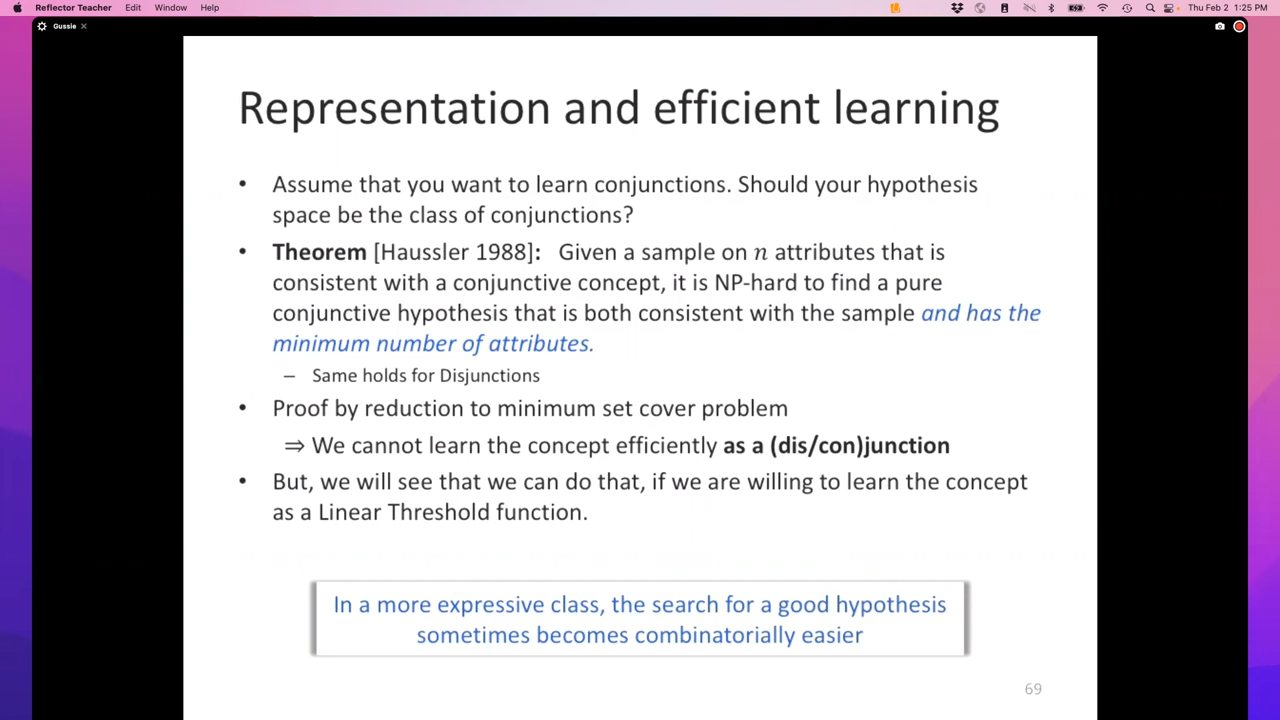 Reflector Teacher Edit Window Help Thu Feb 2 1:25 PM
Gussie
Representation and efficient learning
• Assume that you want to learn conjunctions. Should your hypothesis
space be the class of conjunctions?
• Theorem [Haussler 1988]: Given a sample on n attributes that is
consistent with a conjunctive concept, it is NP-hard to find a pure
conjunctive hypothesis that is both consistent with the sample and has the
minimum number of attributes.
– Same holds for Disjunctions
• Proof by reduction to minimum set cover problem
⇒ We cannot learn the concept efficiently as a (dis/con)junction
• But, we will see that we can do that, if we are willing to learn the concept
as a Linear Threshold function.
In a more expressive class, the search for a good hypothesis
sometimes becomes combinatorially easier
69